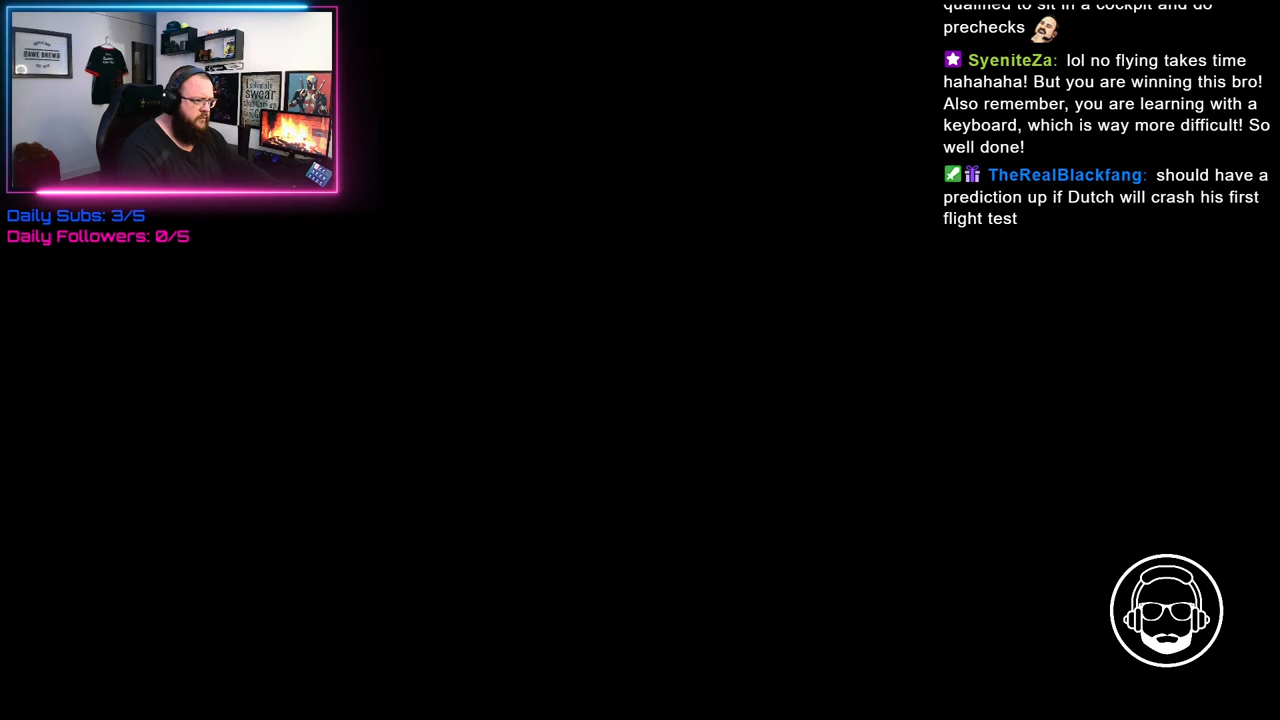 DAWE BREW
swear
Daily Subs: 3/5
Daily Followers: 0/5
qualified to sit in a cockpit and do
prechecks
SyeniteZa: lol no flying takes time
hahahaha! But you are winning this bro!
Also remember, you are learning with a
keyboard, which is way more difficult! So
well done!
TheRealBlackfang: should have a
prediction up if Dutch will crash his first
flight test